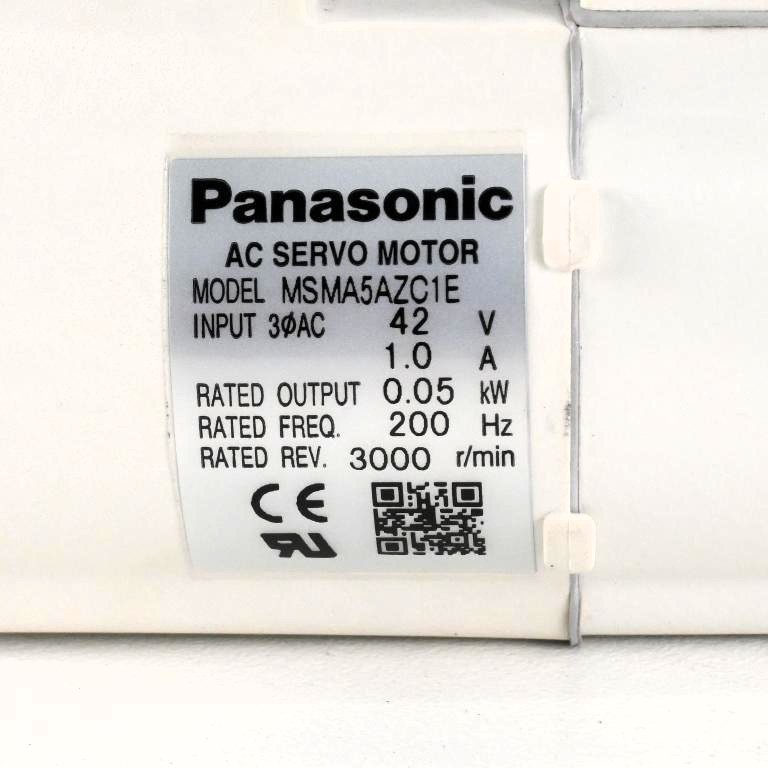 Panasonic
AC SERVO MOTOR
MODEL MSMA5AZC1E
INPUT 3ØAC 42 V
1.0 A
RATED OUTPUT 0.05 kW
RATED FREQ. 200 Hz
RATED REV. 3000 r/min
CE
RU